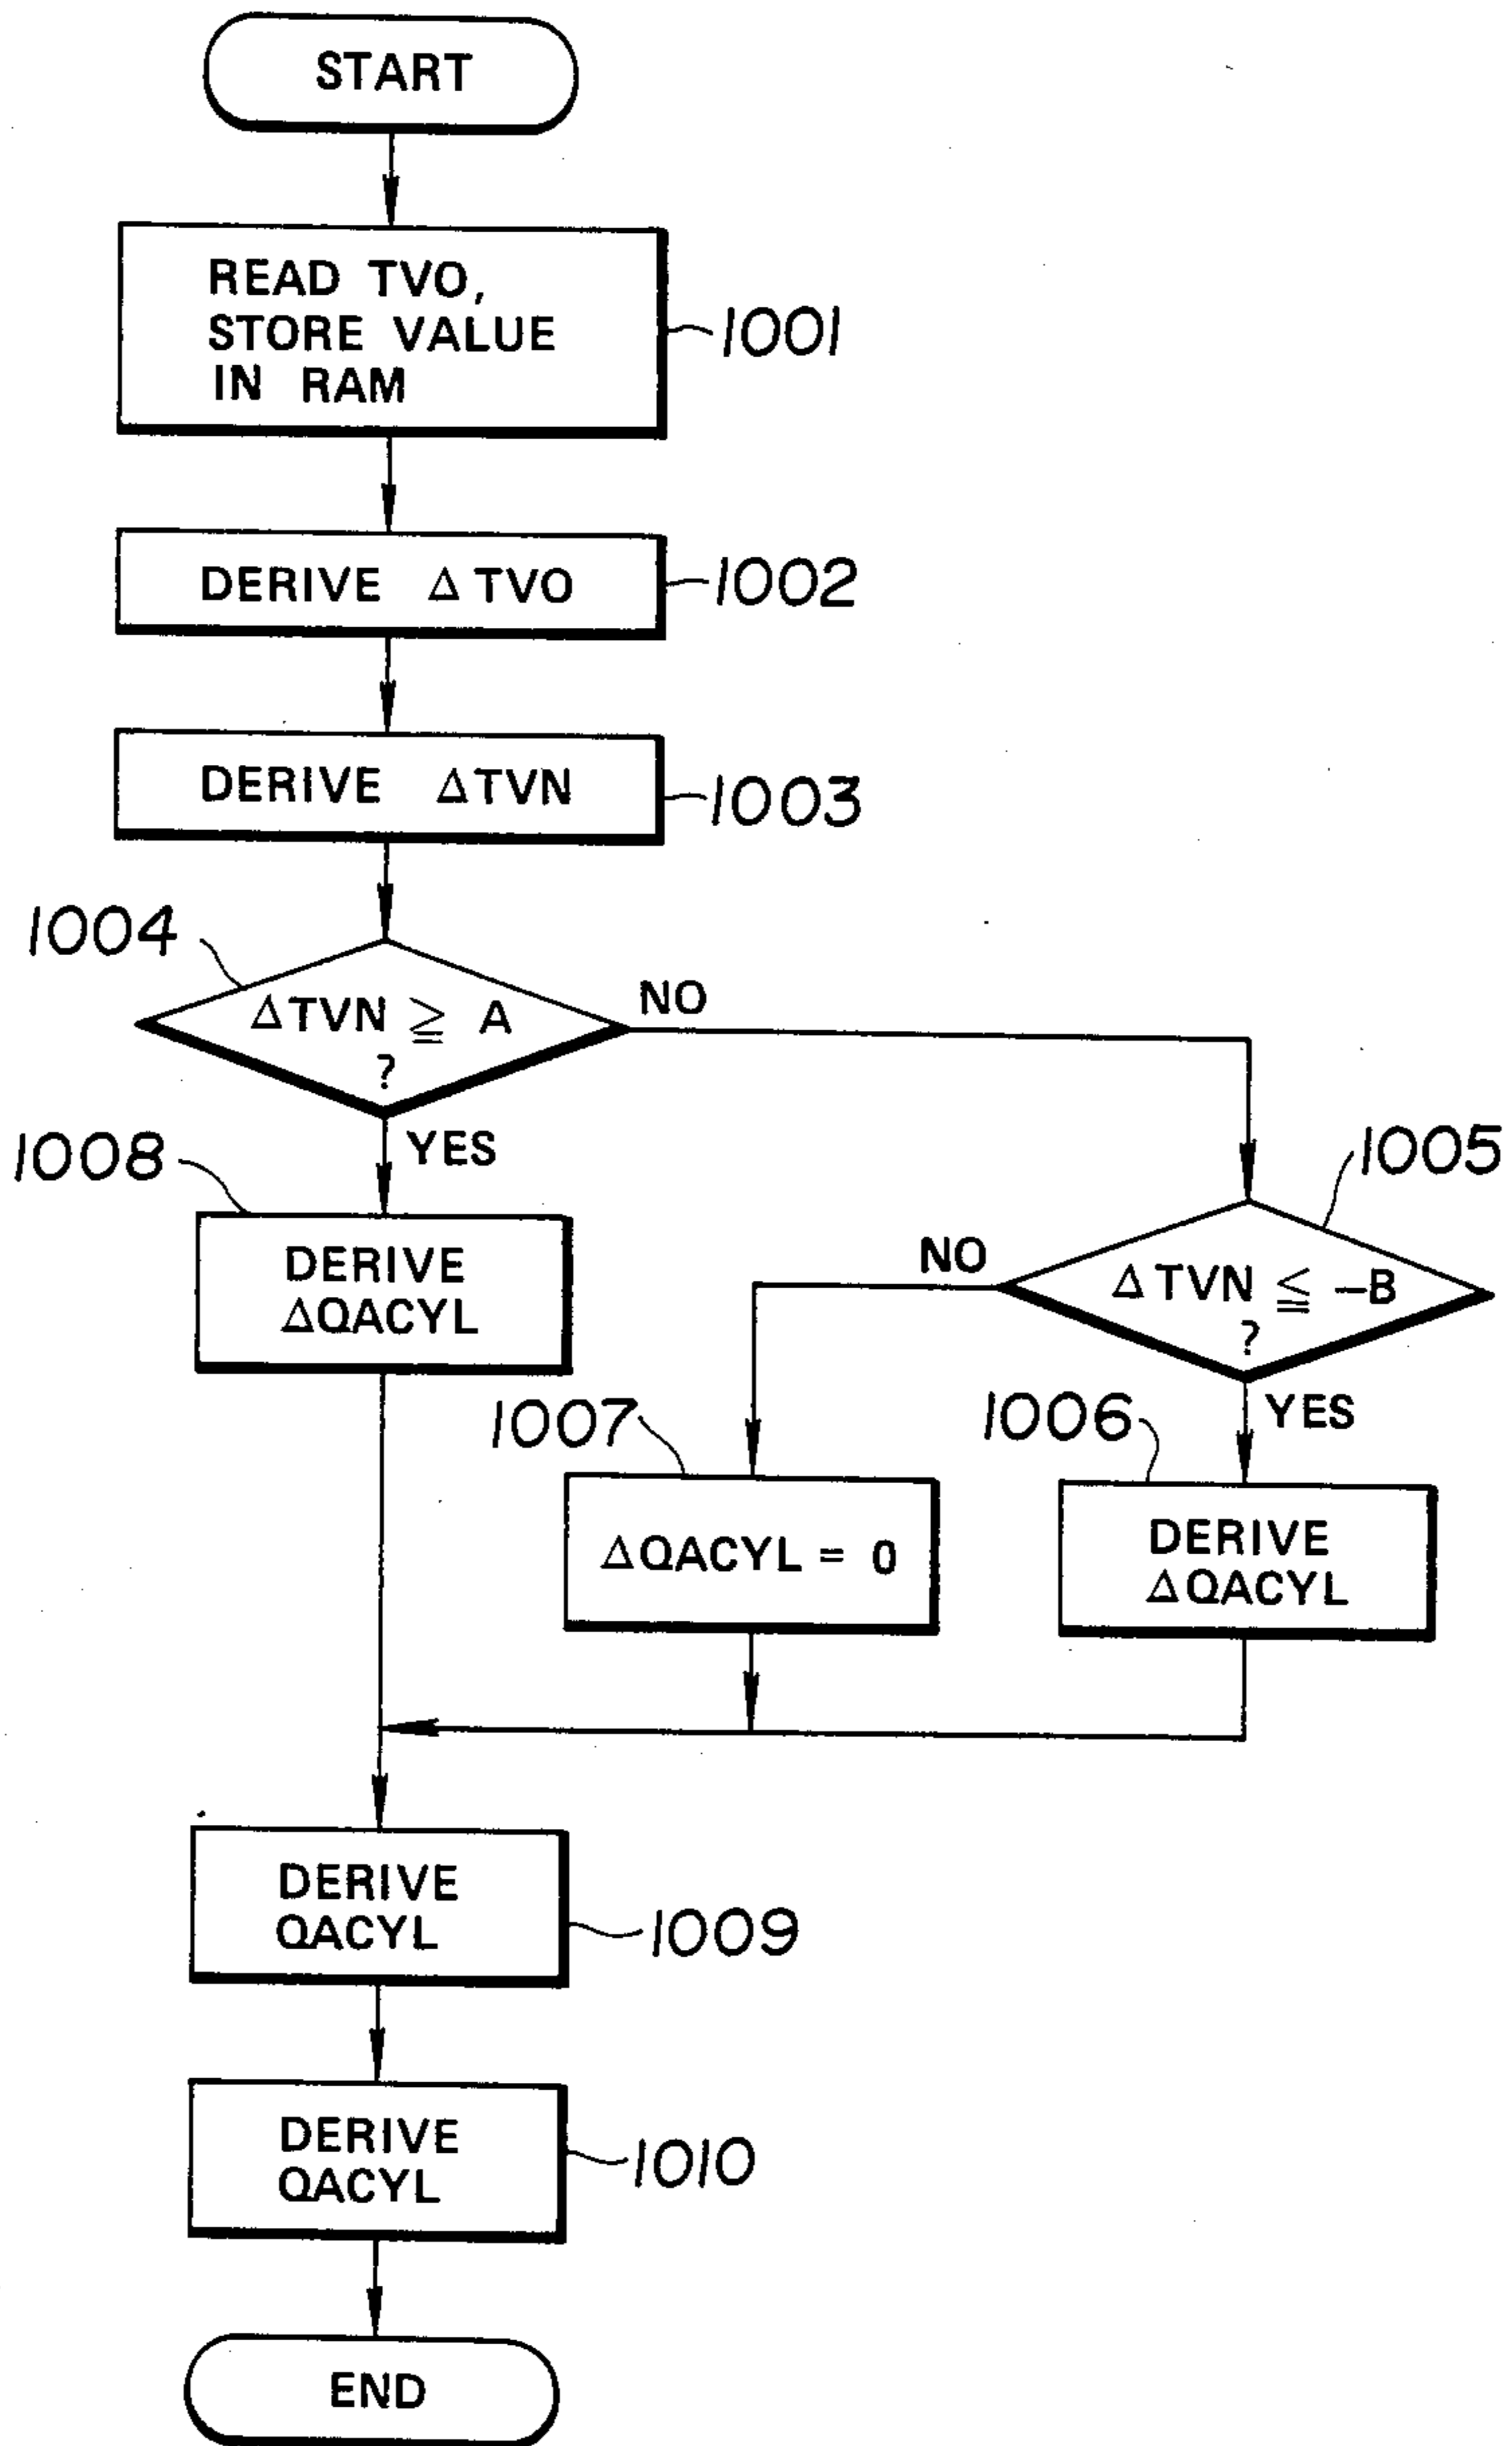 START
READ TVO,
STORE VALUE
IN RAM
1001
DERIVE ΔTVO
1002
DERIVE ΔTVN
1003
1004
ΔTVN ≧ A
?
NO
YES
1008
DERIVE
ΔQACYL
1005
ΔTVN ≦ -B
?
NO
YES
1007
ΔQACYL = 0
1006
DERIVE
ΔQACYL
DERIVE
QACYL
1009
DERIVE
QACYL
1010
END